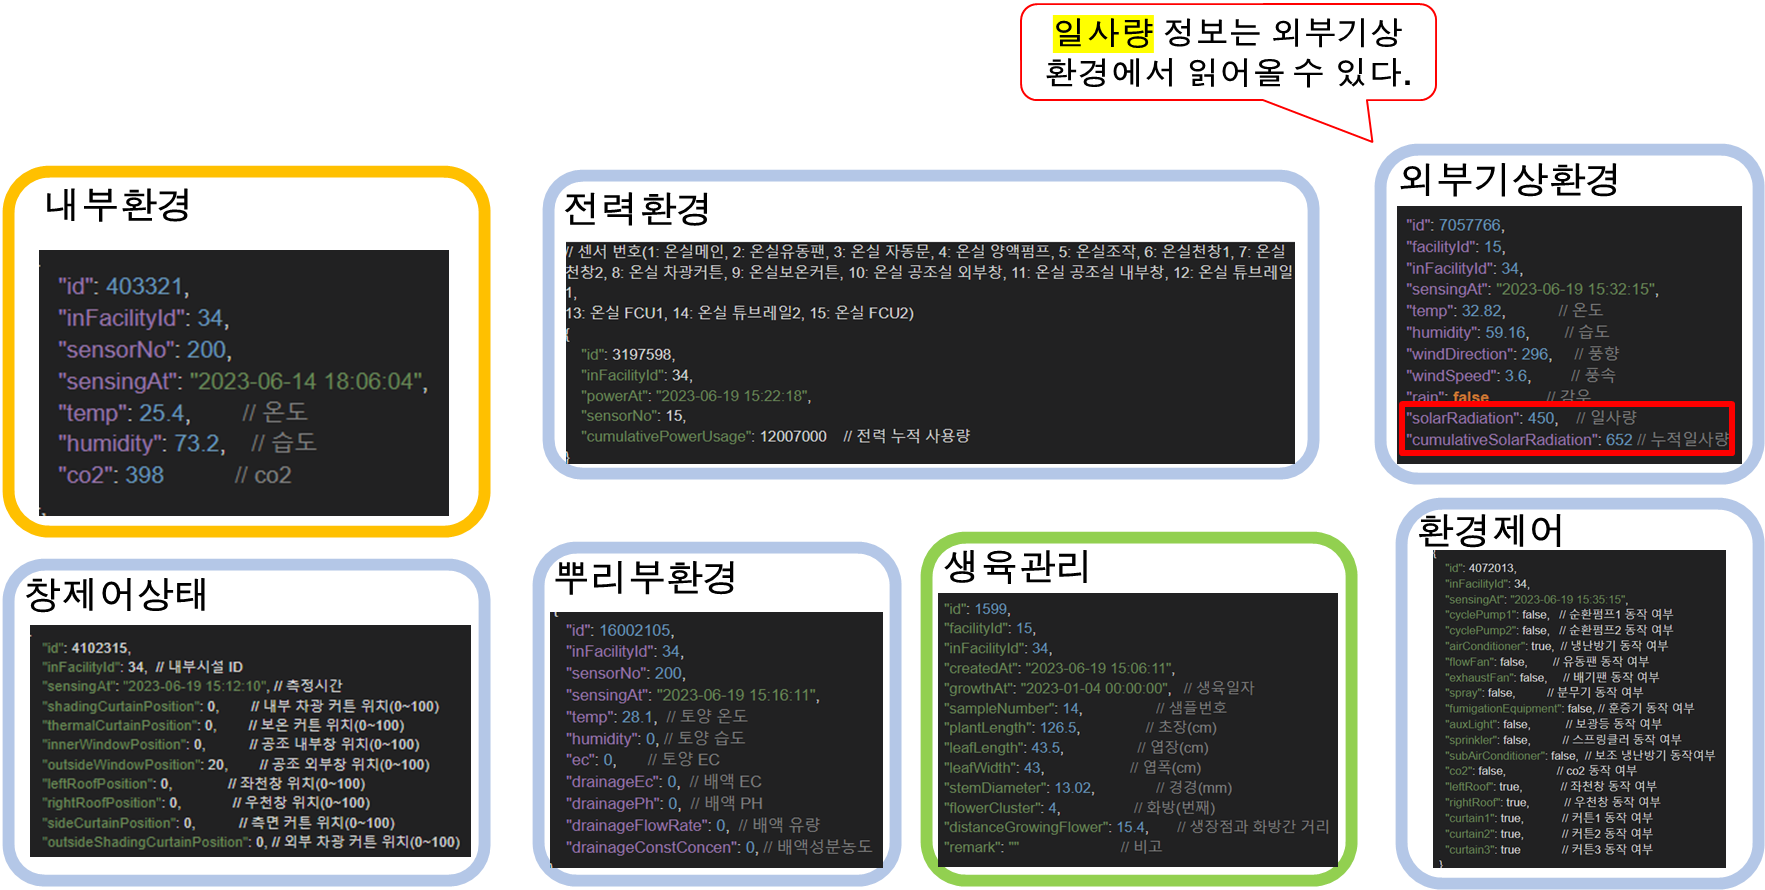 일사량 정보는 외부기상
환경에서 읽어올 수 있다.
내부환경
"id": 403321,
"inFacilityId": 34,
"sensorNo": 200,
"sensingAt": "2023-06-14 18:06:04",
"temp": 25.4, // 온도
"humidity": 73.2, // 습도
"co2": 398 // co2
전력환경
// 센서 번호(1: 온실메인, 2: 온실유동팬, 3: 온실 자동문, 4: 온실 양액펌프, 5: 온실조작, 6: 온실천창1, 7: 온실
천창2, 8: 온실 차광커튼, 9: 온실보온커튼, 10: 온실 공조실 외부창, 11: 온실 공조실 내부창, 12: 온실 튜브레일
1,
13: 온실 FCU1, 14: 온실 튜브레일2, 15: 온실 FCU2)
{
"id": 3197598,
"inFacilityId": 34,
"powerAt": "2023-06-19 15:22:18",
"sensorNo": 15,
"cumulativePowerUsage": 12007000 // 전력 누적 사용량
}
외부기상환경
"id": 7057766,
"facilityId": 15,
"inFacilityId": 34,
"sensingAt": "2023-06-19 15:32:15",
"temp": 32.82, // 온도
"humidity": 59.16, // 습도
"windDirection": 296, // 풍향
"windSpeed": 3.6, // 풍속
"rain": false // 감우
"solarRadiation": 450, // 일사량
"cumulativeSolarRadiation": 652 // 누적일사량
창제어상태
"id": 4102315,
"inFacilityId": 34, // 내부시설 ID
"sensingAt": "2023-06-19 15:12:10", // 측정시간
"shadingCurtainPosition": 0, // 내부 차광 커튼 위치(0~100)
"thermalCurtainPosition": 0, // 보온 커튼 위치(0~100)
"innerWindowPosition": 0, // 공조 내부창 위치(0~100)
"outsideWindowPosition": 20, // 공조 외부창 위치(0~100)
"leftRoofPosition": 0, // 좌천창 위치(0~100)
"rightRoofPosition": 0, // 우천창 위치(0~100)
"sideCurtainPosition": 0, // 측면 커튼 위치(0~100)
"outsideShadingCurtainPosition": 0, // 외부 차광 커튼 위치(0~100)
뿌리부환경
{
"id": 16002105,
"inFacilityId": 34,
"sensorNo": 200,
"sensingAt": "2023-06-19 15:16:11",
"temp": 28.1, // 토양 온도
"humidity": 0, // 토양 습도
"ec": 0, // 토양 EC
"drainageEc": 0, // 배액 EC
"drainagePh": 0, // 배액 PH
"drainageFlowRate": 0, // 배액 유량
"drainageConstConcen": 0, // 배액성분농도
}
생육관리
"id": 1599,
"facilityId": 15,
"inFacilityId": 34,
"createdAt": "2023-06-19 15:06:11",
"growthAt": "2023-01-04 00:00:00", // 생육일자
"sampleNumber": 14, // 샘플번호
"plantLength": 126.5, // 초장(cm)
"leafLength": 43.5, // 엽장(cm)
"leafWidth": 43, // 엽폭(cm)
"stemDiameter": 13.02, // 경경(mm)
"flowerCluster": 4, // 화방(번째)
"distanceGrowingFlower": 15.4, // 생장점과 화방간 거리
"remark": "" // 비고
환경제어
{
"id": 4072013,
"inFacilityId": 34,
"sensingAt": "2023-06-19 15:35:15",
"cyclePump1": false, // 순환펌프1 동작 여부
"cyclePump2": false, // 순환펌프2 동작 여부
"airConditioner": true, // 냉난방기 동작 여부
"flowFan": false, // 유동팬 동작 여부
"exhaustFan": false, // 배기팬 동작 여부
"spray": false, // 분무기 동작 여부
"fumigationEquipment": false, // 훈증기 동작 여부
"auxLight": false, // 보광등 동작 여부
"sprinkler": false, // 스프링클러 동작 여부
"subAirConditioner": false, // 보조 냉난방기 동작여부
"co2": false, // co2 동작 여부
"leftRoof": true, // 좌천창 동작 여부
"rightRoof": true, // 우천창 동작 여부
"curtain1": true, // 커튼1 동작 여부
"curtain2": true, // 커튼2 동작 여부
"curtain3": true // 커튼3 동작 여부
}